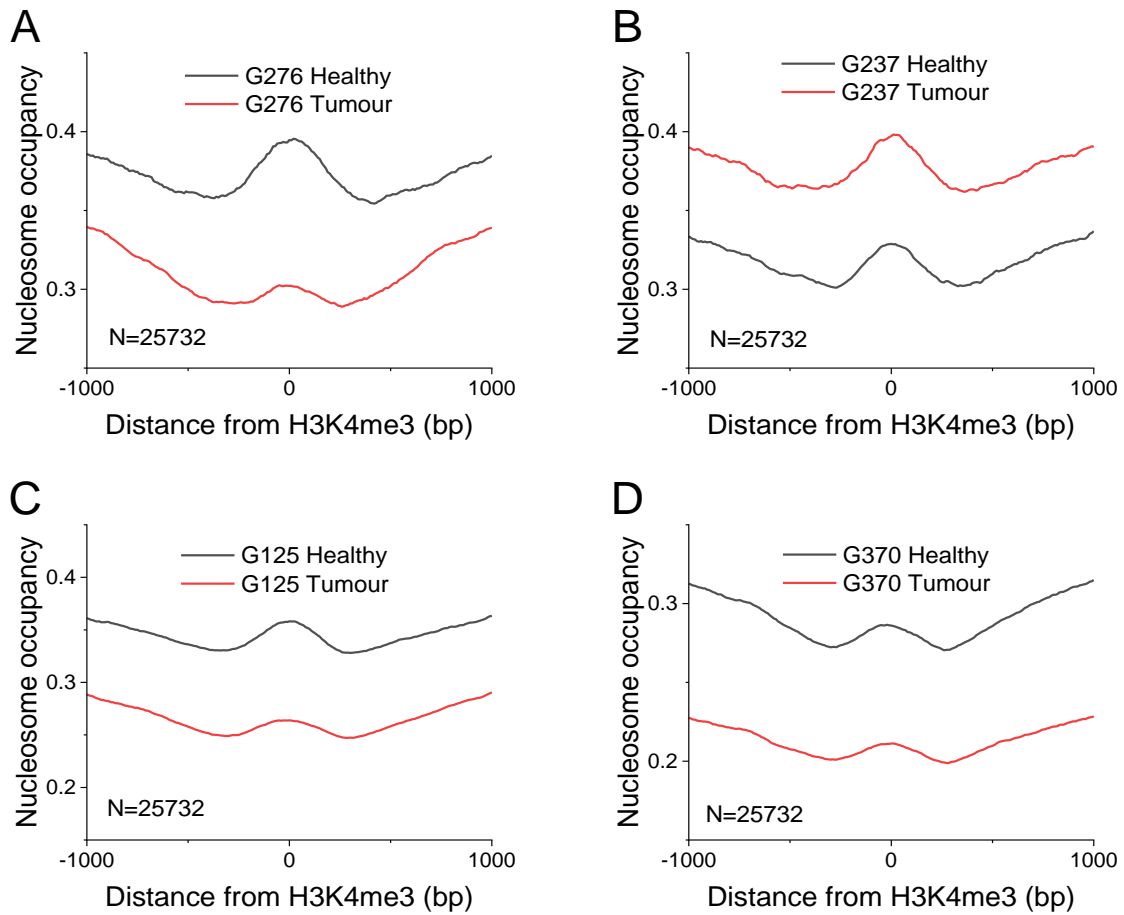 A
G276 Healthy
G276 Tumour
Nucleosome occupancy
0.4
0.3
N=25732
-1000
0
1000
Distance from H3K4me3 (bp)
B
G237 Healthy
G237 Tumour
Nucleosome occupancy
0.4
0.3
N=25732
-1000
0
1000
Distance from H3K4me3 (bp)
C
G125 Healthy
G125 Tumour
Nucleosome occupancy
0.4
0.3
0.2
N=25732
-1000
0
1000
Distance from H3K4me3 (bp)
D
G370 Healthy
G370 Tumour
Nucleosome occupancy
0.3
0.2
N=25732
-1000
0
1000
Distance from H3K4me3 (bp)